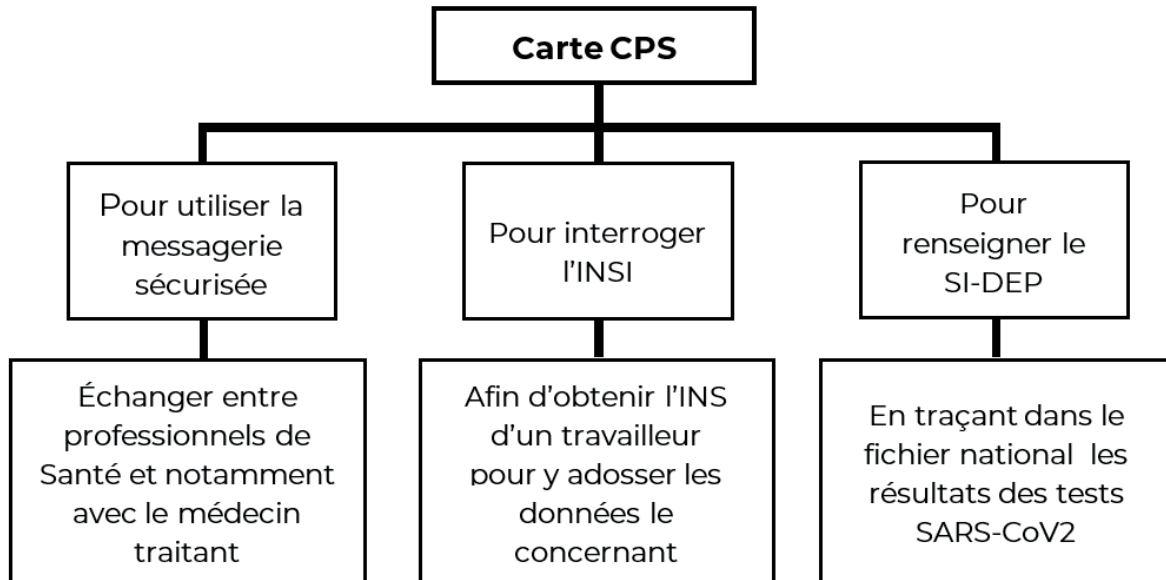 Carte CPS
Pour utiliser la
messagerie
sécurisée
Pour interroger
l'INSI
Pour
renseigner le
SI-DEP
Échanger entre
professionnels de
Santé et notamment
avec le médecin
traitant
Afin d'obtenir l'INS
d'un travailleur
pour y adosser les
données le
concernant
En traçant dans le
fichier national les
résultats des tests
SARS-CoV2